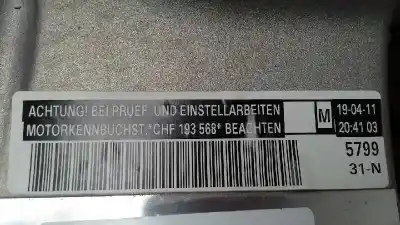 ACHTUNG! BEI PRUEF- UND EINSTELLARBEITEN
MOTORKENNBUCHST. *CHF 193 568* BEACHTEN
M
19-04-11
20:41 03
5799
31-N